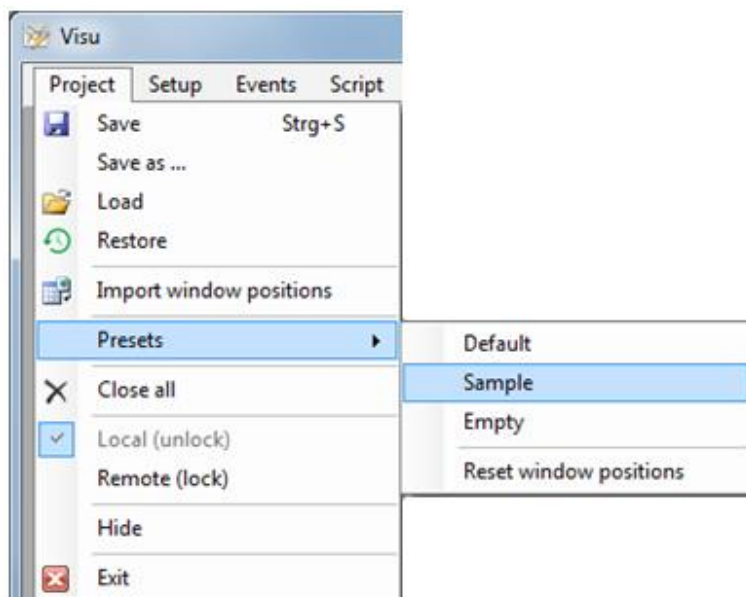 Visu
Project Setup Events Script
Save Strg+S
Save as ...
Load
Restore
Import window positions
Presets
Default
Sample
Empty
Reset window positions
Close all
Local (unlock)
Remote (lock)
Hide
Exit